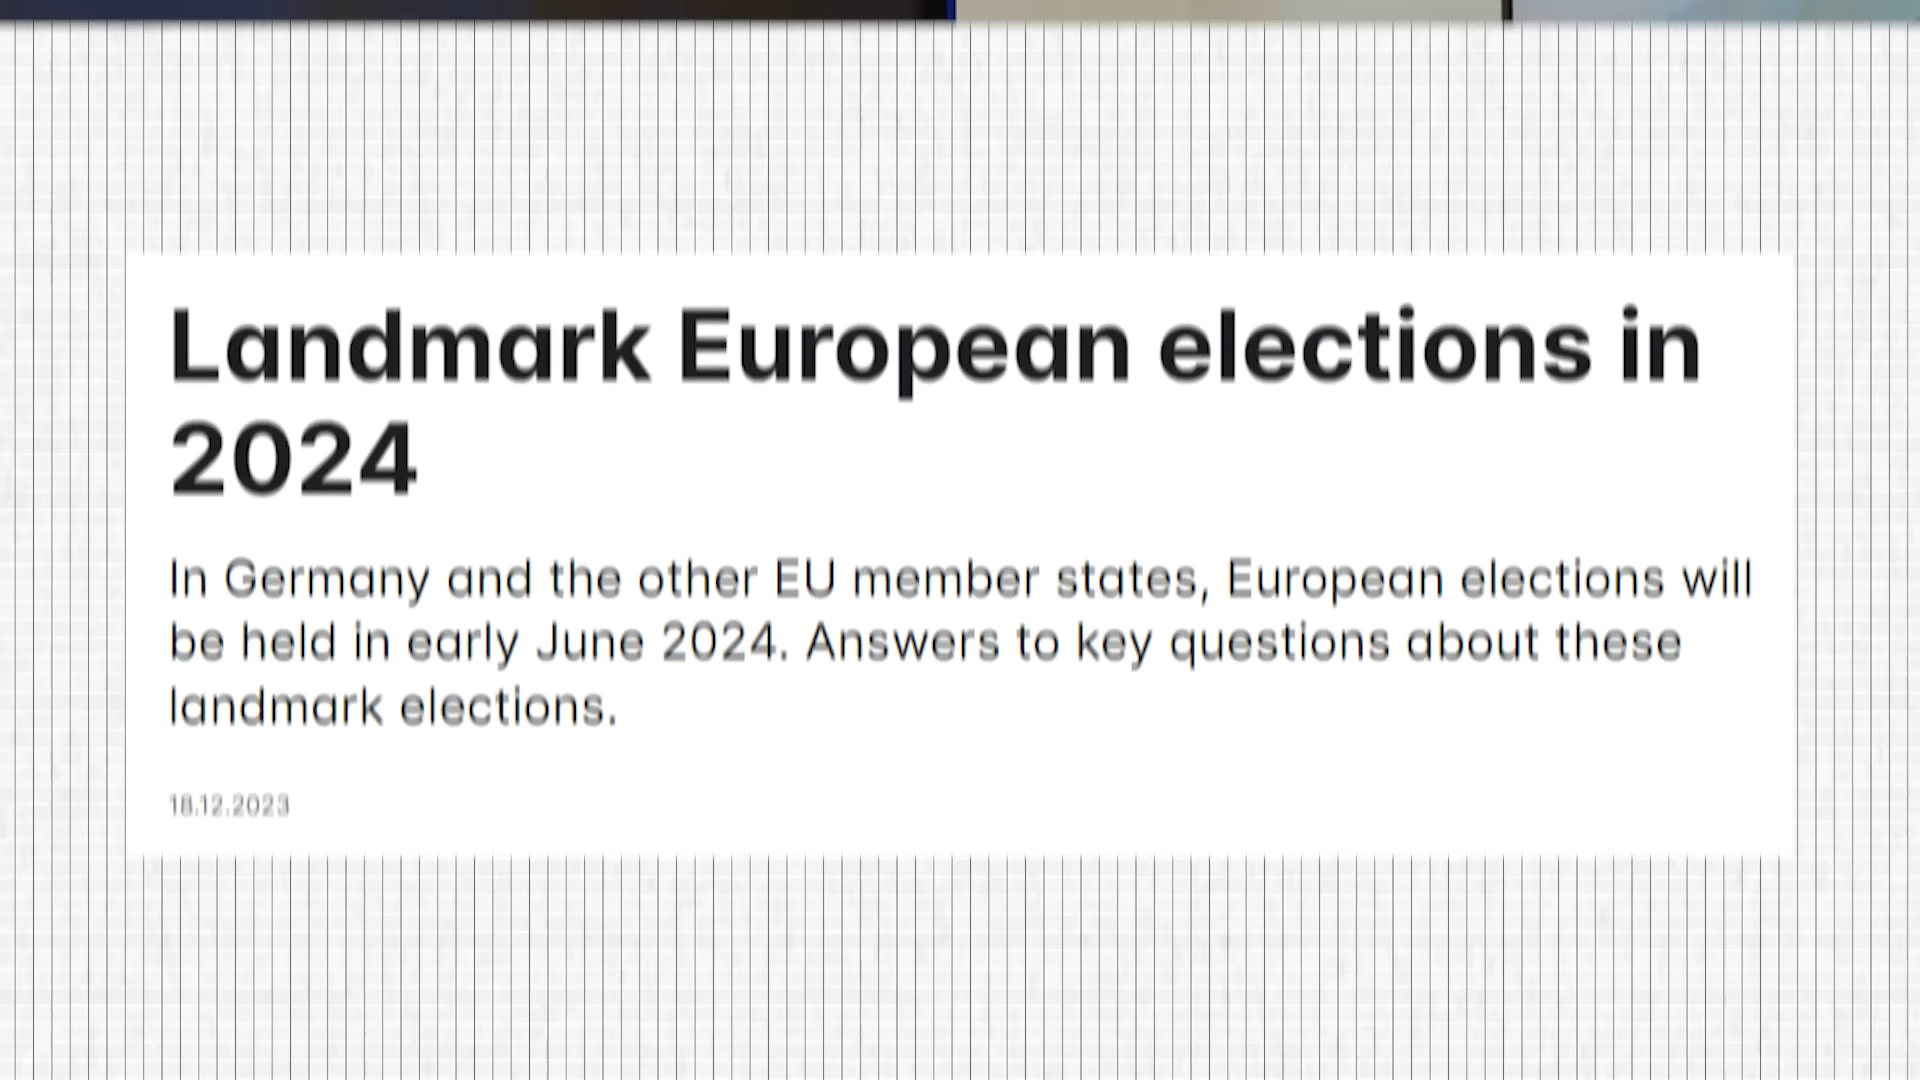 Landmark European elections in
2024
In Germany and the other EU member states, European elections will
be held in early June 2024. Answers to key questions about these
landmark elections.
18.12.2023